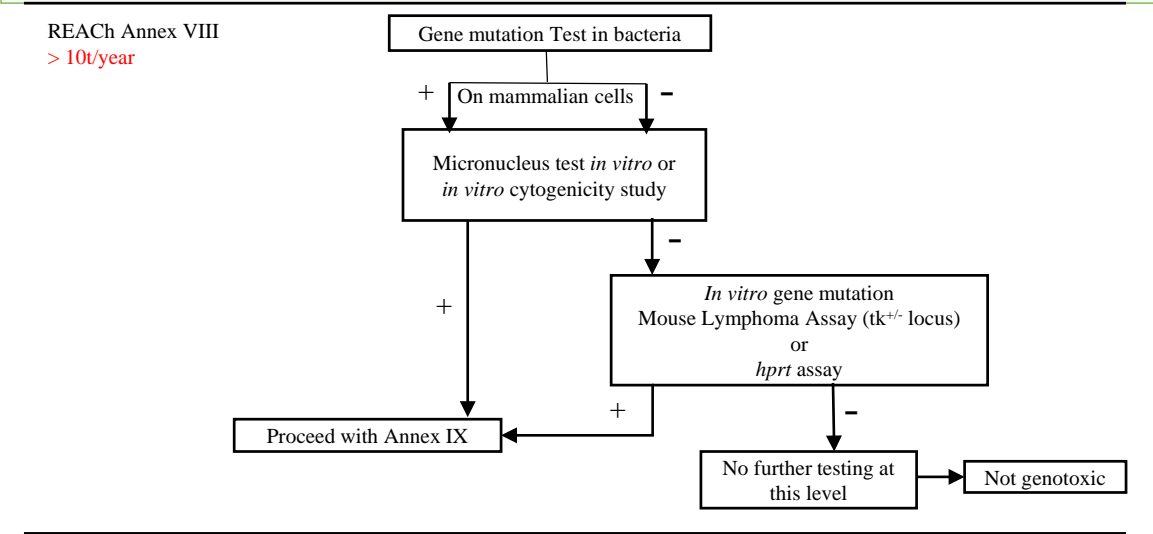 REACh Annex VIII
> 10t/year
Gene mutation Test in bacteria
+ On mammalian cells -
Micronucleus test in vitro or
in vitro cytogenicity study
-
+
In vitro gene mutation
Mouse Lymphoma Assay (tk+/- locus)
or
hprt assay
+
-
Proceed with Annex IX
No further testing at
this level
Not genotoxic